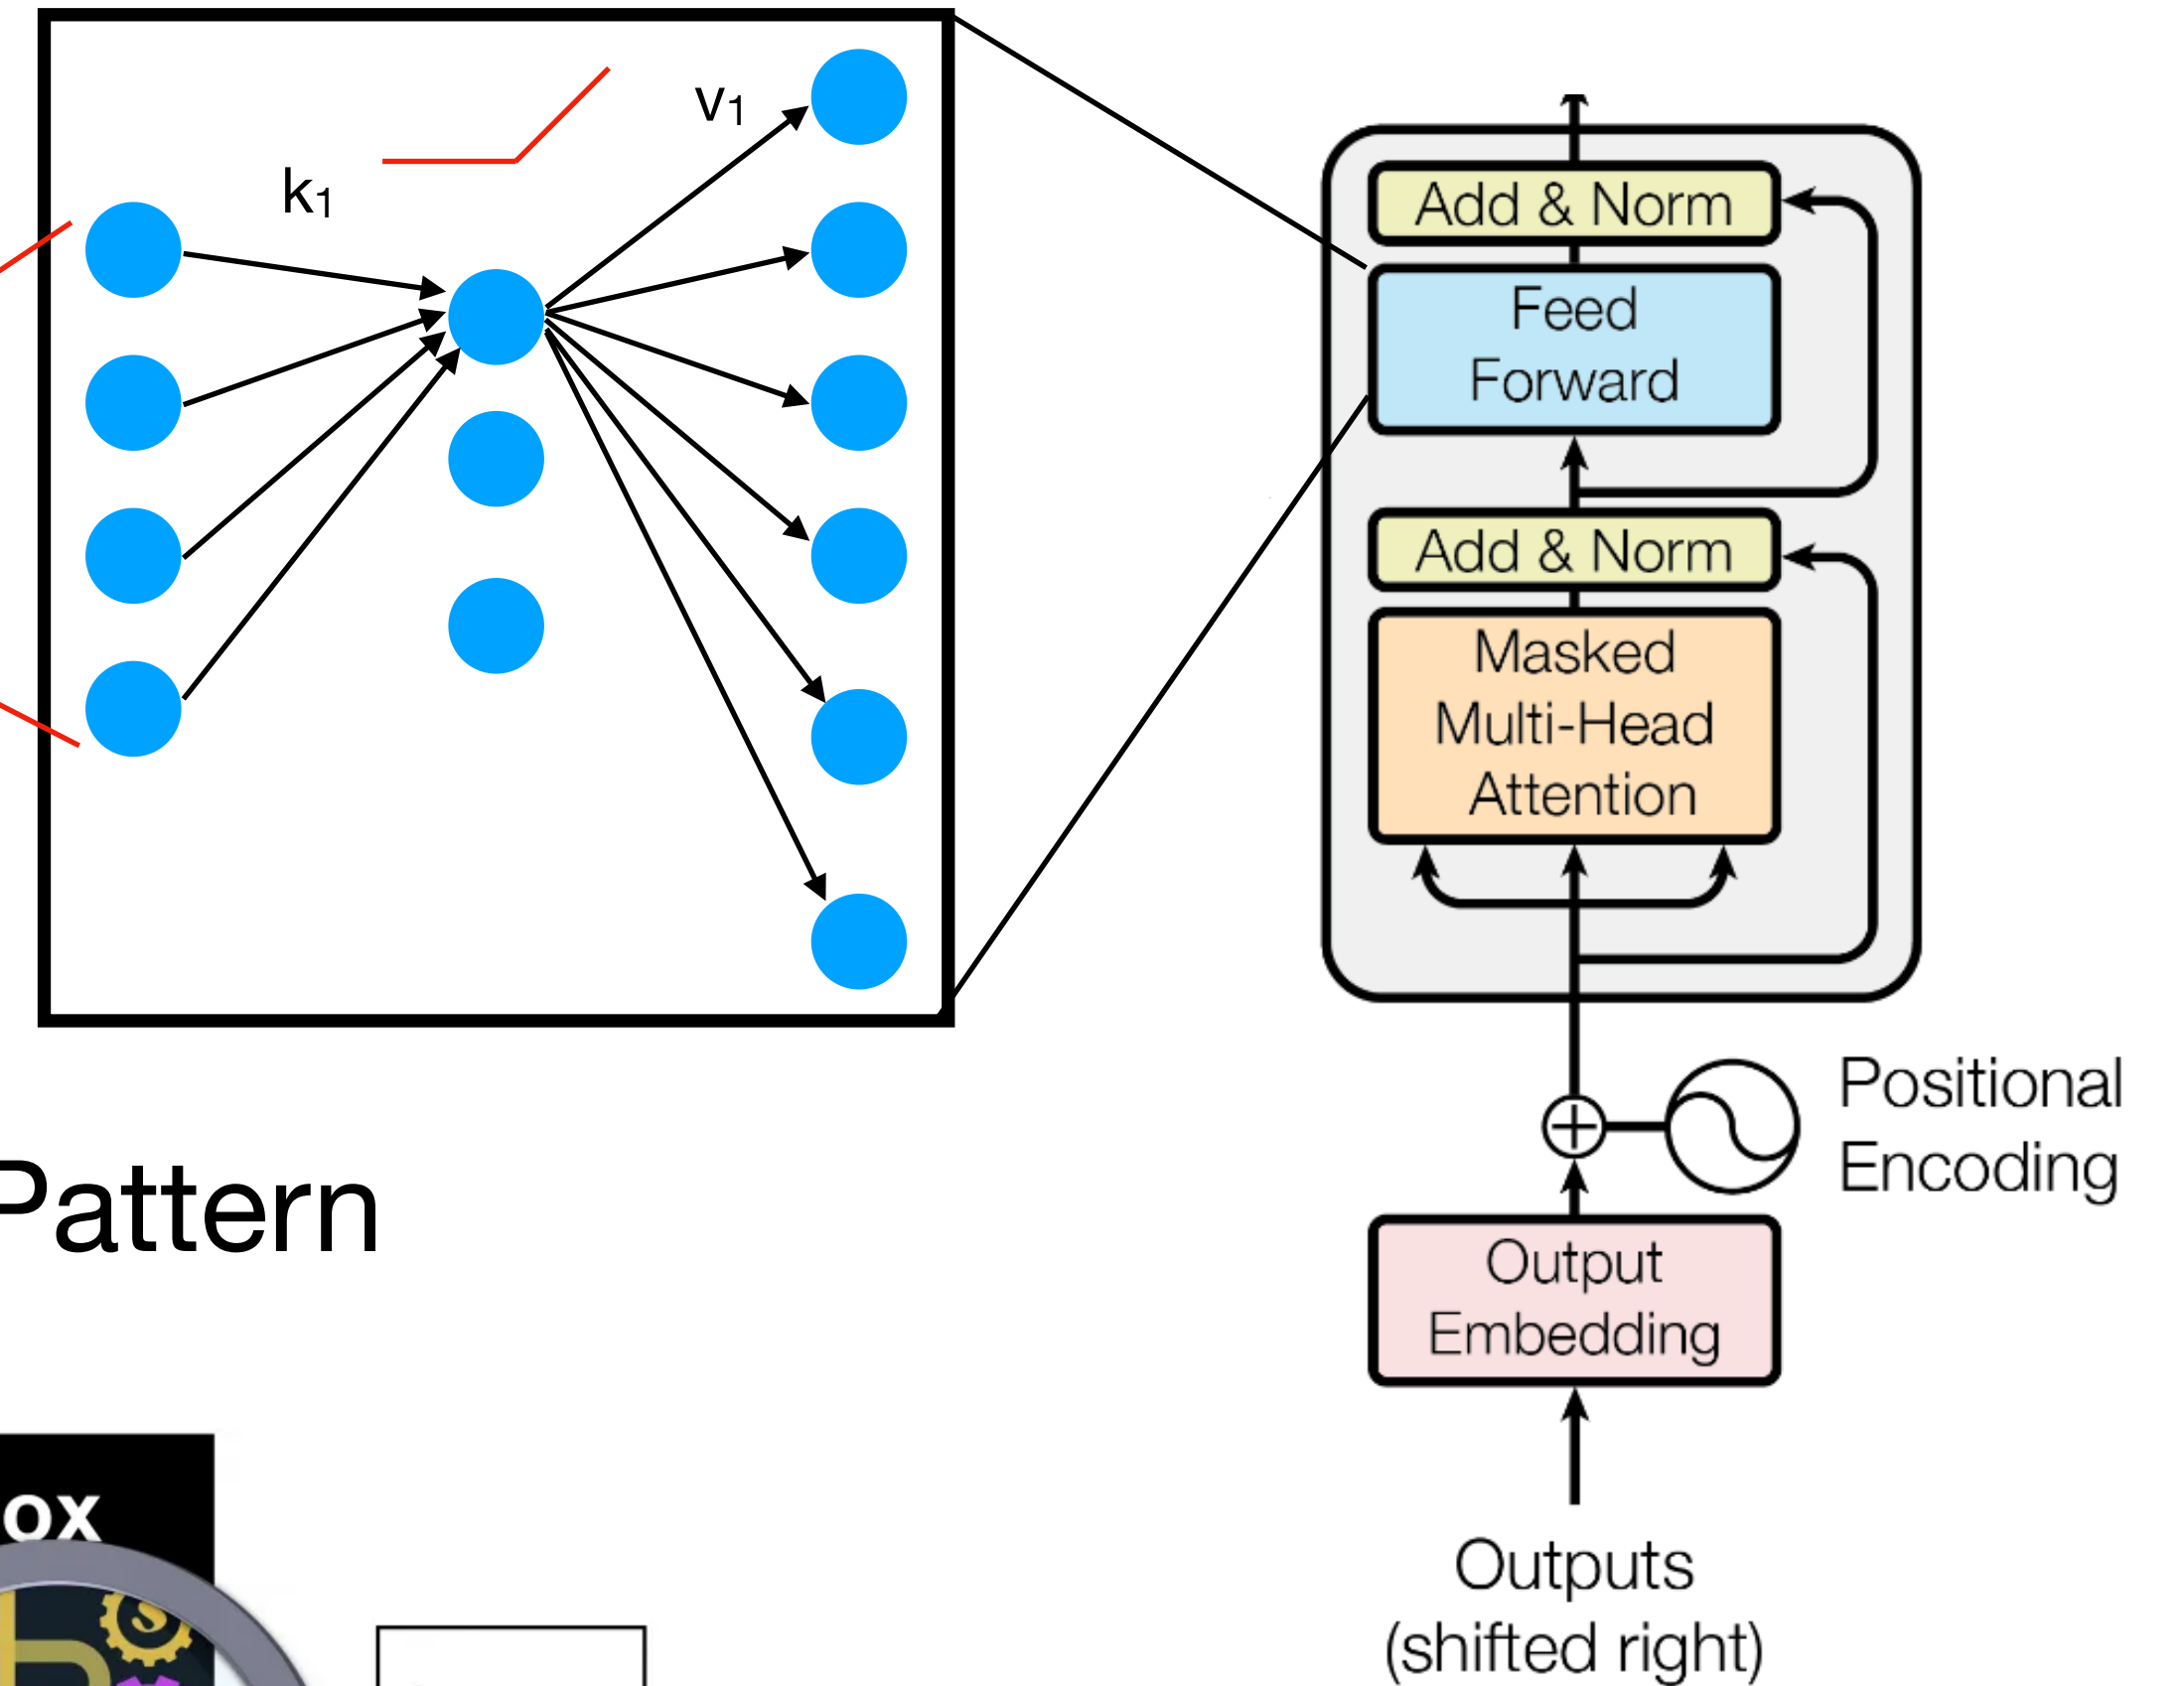 v₁
k₁
Add & Norm
Feed
Forward
Add & Norm
Masked
Multi-Head
Attention
Positional
Encoding
Pattern
Output
Embedding
ox
Outputs
(shifted right)